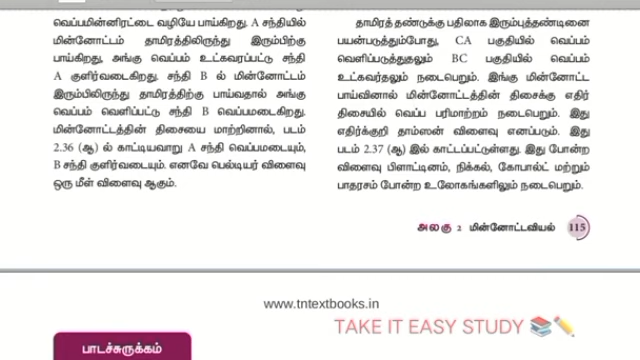 வெப்பமின்னிரட்டை வழியே பாய்கிறது. A சந்தியில்
மின்னோட்டம் தாமிரத்திலிருந்து இரும்பிற்கு
பாய்கிறது, அங்கு வெப்பம் உட்கவரப்பட்டு சந்தி
A குளிர்வடைகிறது. சந்தி B ல் மின்னோட்டம்
இரும்பிலிருந்து தாமிரத்திற்கு பாய்வதால் அங்கு
வெப்பம் வெளிப்பட்டு சந்தி B வெப்பமடைகிறது.
மின்னோட்டத்தின் திசையை மாற்றினால், படம்
2.36 (ஆ) ல் காட்டியவாறு A சந்தி வெப்பமடையும்,
B சந்தி குளிர்வடையும். எனவே பெல்டியர் விளைவு
ஒரு மீள் விளைவு ஆகும்.
தாமிரத் தண்டுக்கு பதிலாக இரும்புத்தண்டினை
பயன்படுத்தும்போது, CA பகுதியில் வெப்பம்
வெளிப்படுத்துதலும் BC பகுதியில் வெப்பம்
உட்கவர்தலும் நடைபெறும். இங்கு மின்னோட்ட
பாய்வினால் மின்னோட்டத்தின் திசைக்கு எதிர்
திசையில் வெப்ப பரிமாற்றம் நடைபெறும். இது
எதிர்க்குறி தாம்ஸன் விளைவு எனப்படும். இது
படம் 2.37 (ஆ) இல் காட்டப்பட்டுள்ளது. இது போன்ற
விளைவு பிளாட்டினம், நிக்கல், கோபால்ட் மற்றும்
பாதரசம் போன்ற உலோகங்களிலும் நடைபெறும்.
அலகு 2 மின்னோட்டவியல் 115
www.tntextbooks.in
TAKE IT EASY STUDY 📚✏️
பாடச்சுருக்கம்